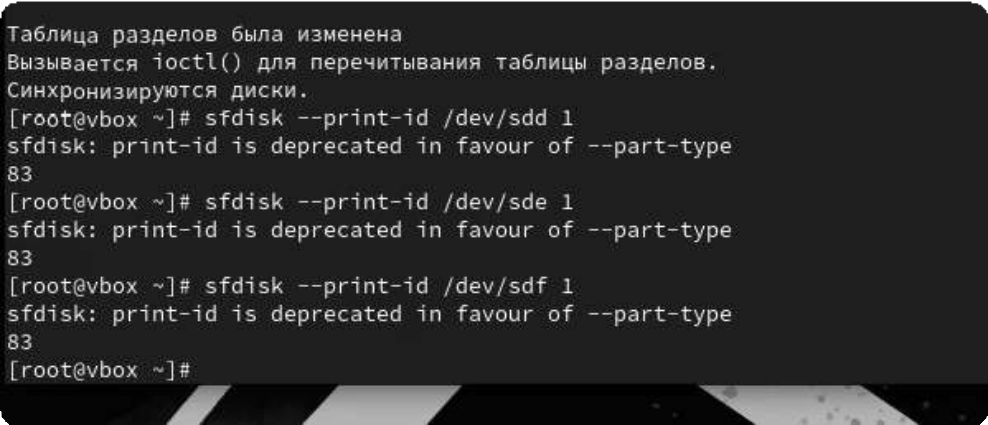 Таблица разделов была изменена
Вызывается ioctl() для перечитывания таблицы разделов.
Синхронизируются диски.
[root@vbox ~]# sfdisk --print-id /dev/sdd 1
sfdisk: print-id is deprecated in favour of --part-type
83
[root@vbox ~]# sfdisk --print-id /dev/sde 1
sfdisk: print-id is deprecated in favour of --part-type
83
[root@vbox ~]# sfdisk --print-id /dev/sdf 1
sfdisk: print-id is deprecated in favour of --part-type
83
[root@vbox ~]#